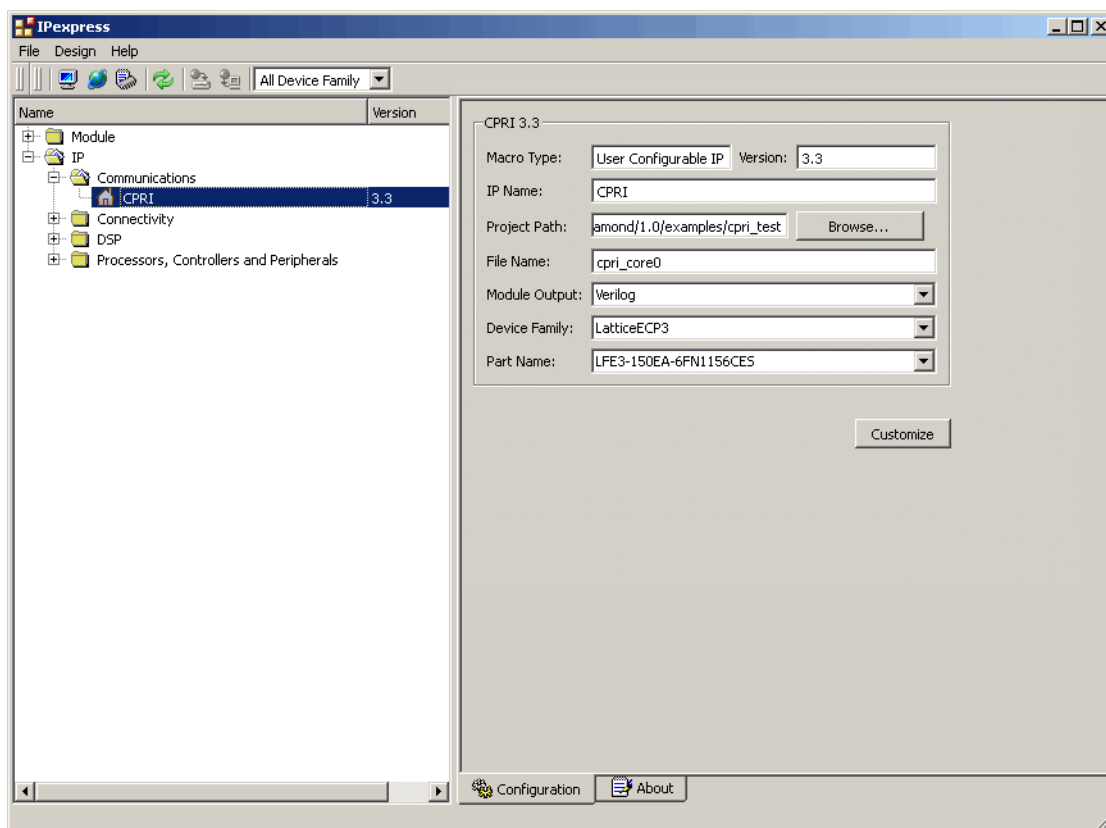 IPexpress
File Design Help
All Device Family
Name Version
Module
IP
Communications
CPRI 3.3
Connectivity
DSP
Processors, Controllers and Peripherals
CPRI 3.3
Macro Type: User Configurable IP Version: 3.3
IP Name: CPRI
Project Path: amond/1.0/examples/cpri_test Browse...
File Name: cpri_core0
Module Output: Verilog
Device Family: LatticeECP3
Part Name: LFE3-150EA-6FN1156CES
Customize
Configuration About